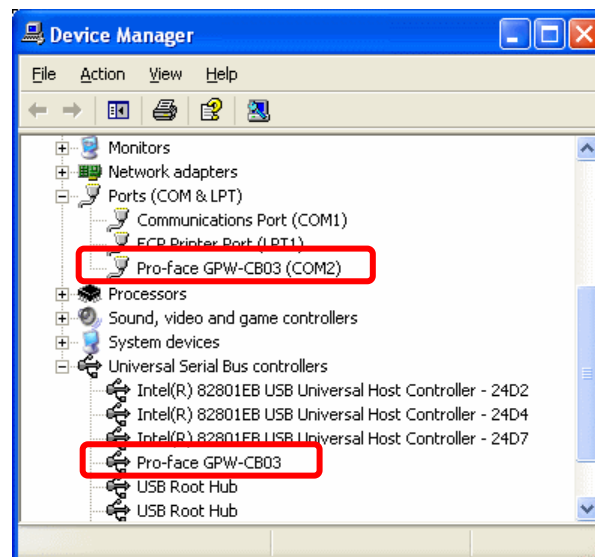 Device Manager
File Action View Help
Monitors
Network adapters
Ports (COM & LPT)
Communications Port (COM1)
ECP Printer Port (LPT1)
Pro-face GPW-CB03 (COM2)
Processors
Sound, video and game controllers
System devices
Universal Serial Bus controllers
Intel(R) 82801EB USB Universal Host Controller - 24D2
Intel(R) 82801EB USB Universal Host Controller - 24D4
Intel(R) 82801EB USB Universal Host Controller - 24D7
Pro-face GPW-CB03
USB Root Hub
USB Root Hub